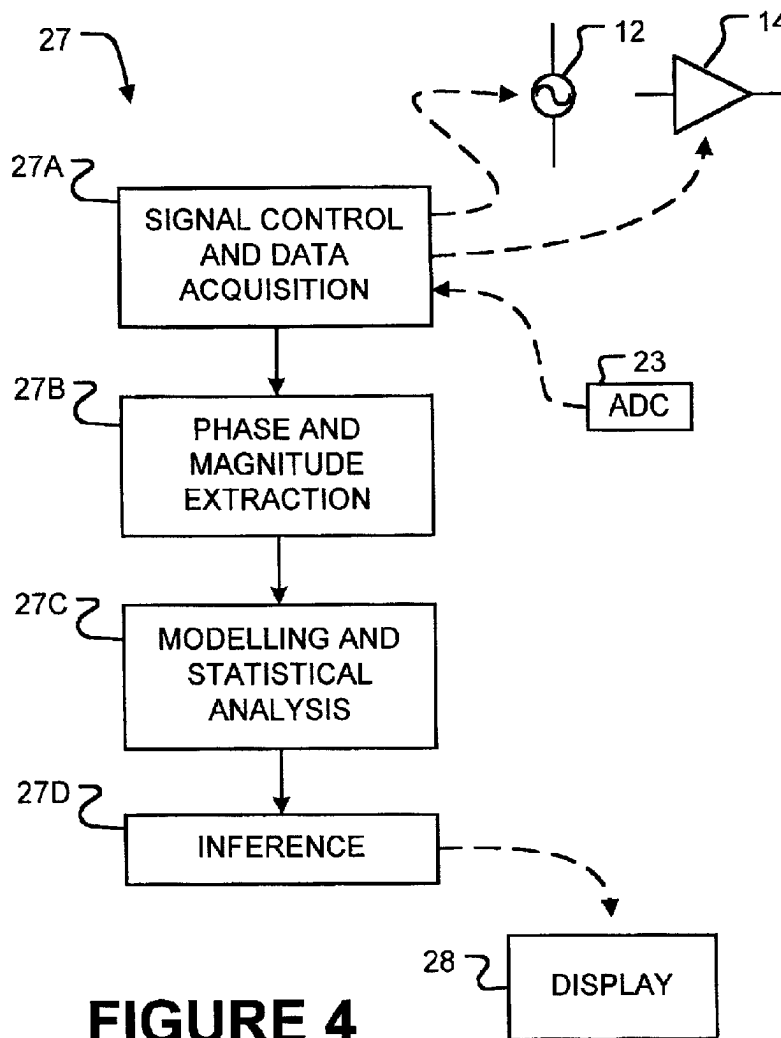 27
12
14
27A
SIGNAL CONTROL
AND DATA
ACQUISITION
23
ADC
27B
PHASE AND
MAGNITUDE
EXTRACTION
27C
MODELLING AND
STATISTICAL
ANALYSIS
27D
INFERENCE
28
DISPLAY
FIGURE 4